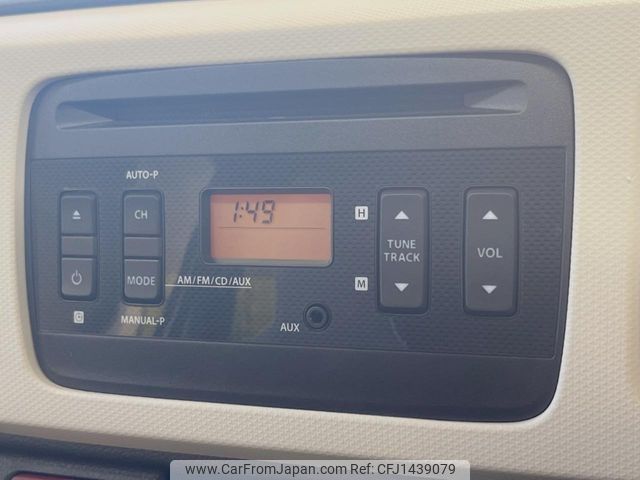 AUTO-P
CH
1:49
H
TUNE
TRACK
VOL
MODE
AM/FM/CD/AUX
M
C
MANUAL-P
AUX
www.CarFromJapan.com Ref: CFJ1439079